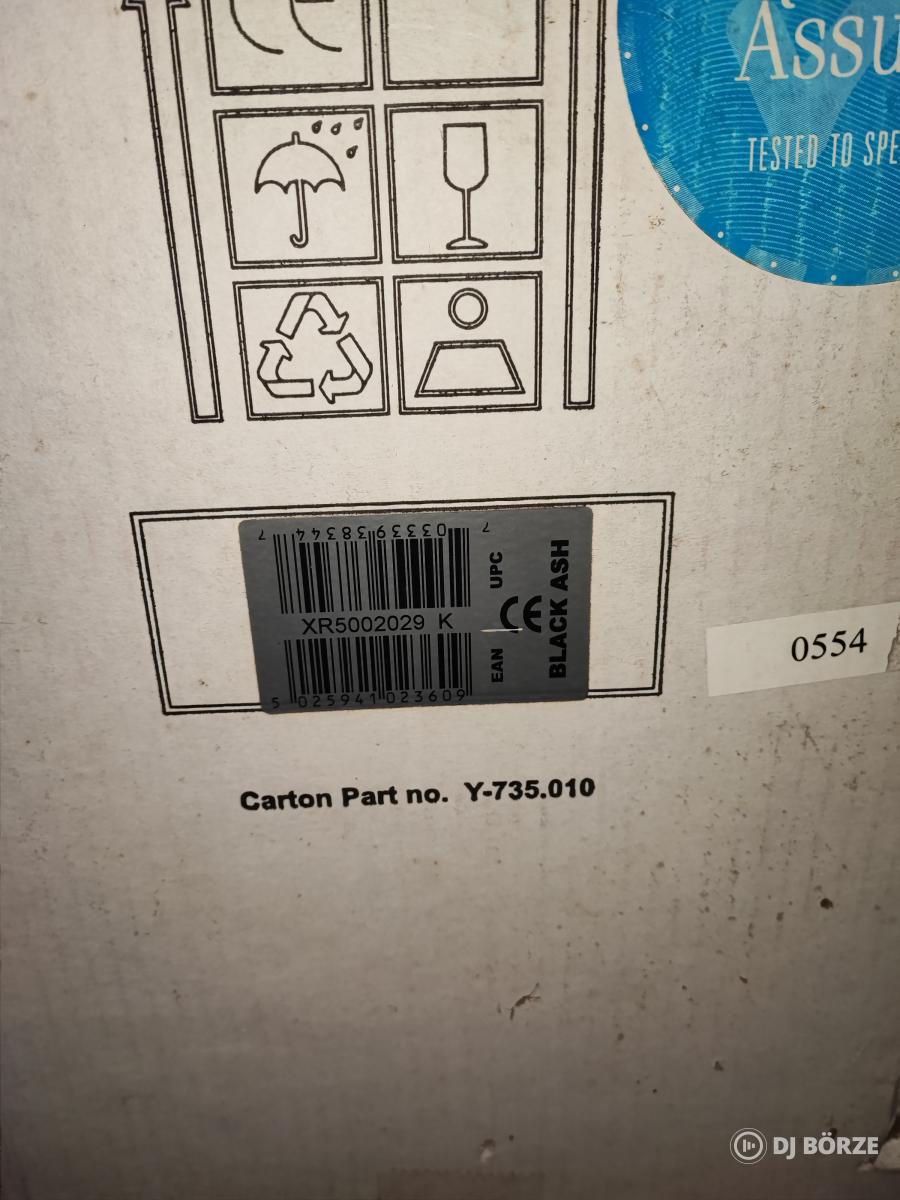 Assu
TESTED TO SPE
7 03339 38344 7
UPC
XR5002029 K
CE
BLACK ASH
EAN
5 025941 023609
0554
Carton Part no. Y-735.010
DJ BÖRZE